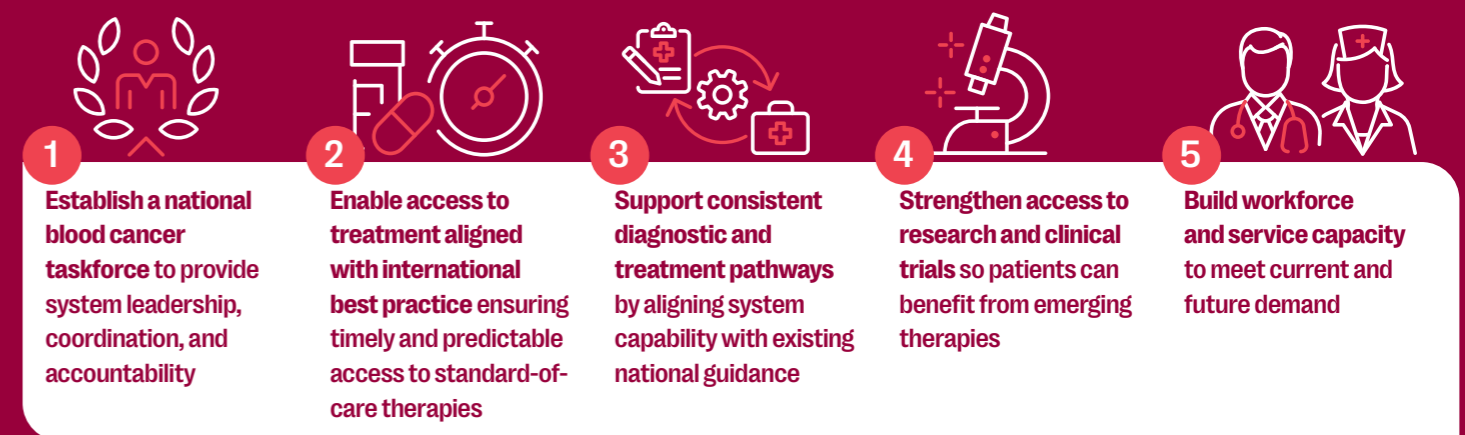 1
Establish a national
blood cancer
taskforce to provide
system leadership,
coordination, and
accountability
2
Enable access to
treatment aligned
with international
best practice ensuring
timely and predictable
access to standard-of-
care therapies
3
Support consistent
diagnostic and
treatment pathways
by aligning system
capability with existing
national guidance
4
Strengthen access to
research and clinical
trials so patients can
benefit from emerging
therapies
5
Build workforce
and service capacity
to meet current and
future demand